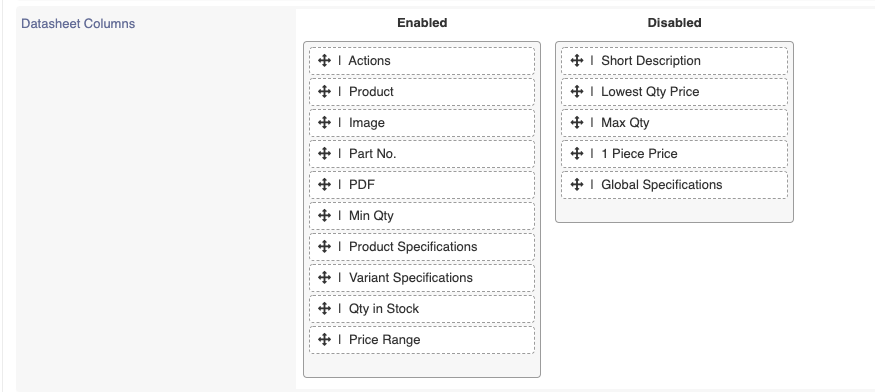 Datasheet Columns
Enabled
Disabled
| Actions
| Product
| Image
| Part No.
| PDF
| Min Qty
| Product Specifications
| Variant Specifications
| Qty in Stock
| Price Range
| Short Description
| Lowest Qty Price
| Max Qty
| 1 Piece Price
| Global Specifications